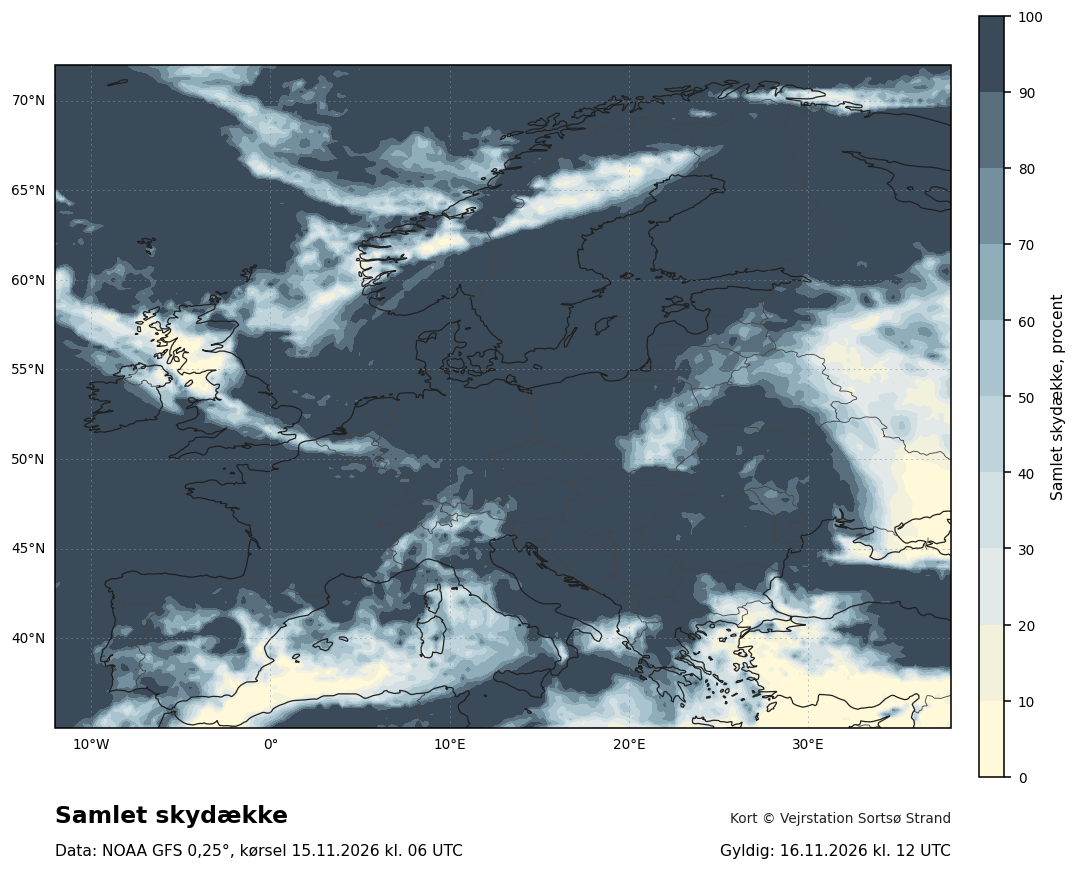 70°N
65°N
60°N
55°N
50°N
45°N
40°N
10°W
0°
10°E
20°E
30°E
100
90
80
70
60
50
40
30
20
10
0
Samlet skydække, procent
Samlet skydække
Kort © Vejrstation Sortsø Strand
Data: NOAA GFS 0,25°, kørsel 15.11.2026 kl. 06 UTC
Gyldig: 16.11.2026 kl. 12 UTC